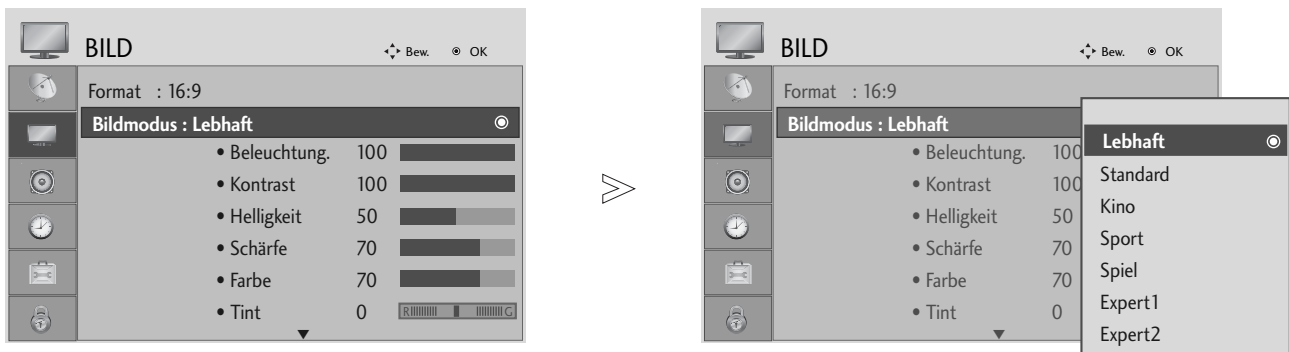 BILD
Bew. OK
Format : 16:9
Bildmodus : Lebhaft
• Beleuchtung. 100
• Kontrast 100
• Helligkeit 50
• Schärfe 70
• Farbe 70
• Tint 0 R G
BILD
Bew. OK
Format : 16:9
Bildmodus : Lebhaft
• Beleuchtung. 100
• Kontrast 100
• Helligkeit 50
• Schärfe 70
• Farbe 70
• Tint 0
Lebhaft
Standard
Kino
Sport
Spiel
Expert1
Expert2